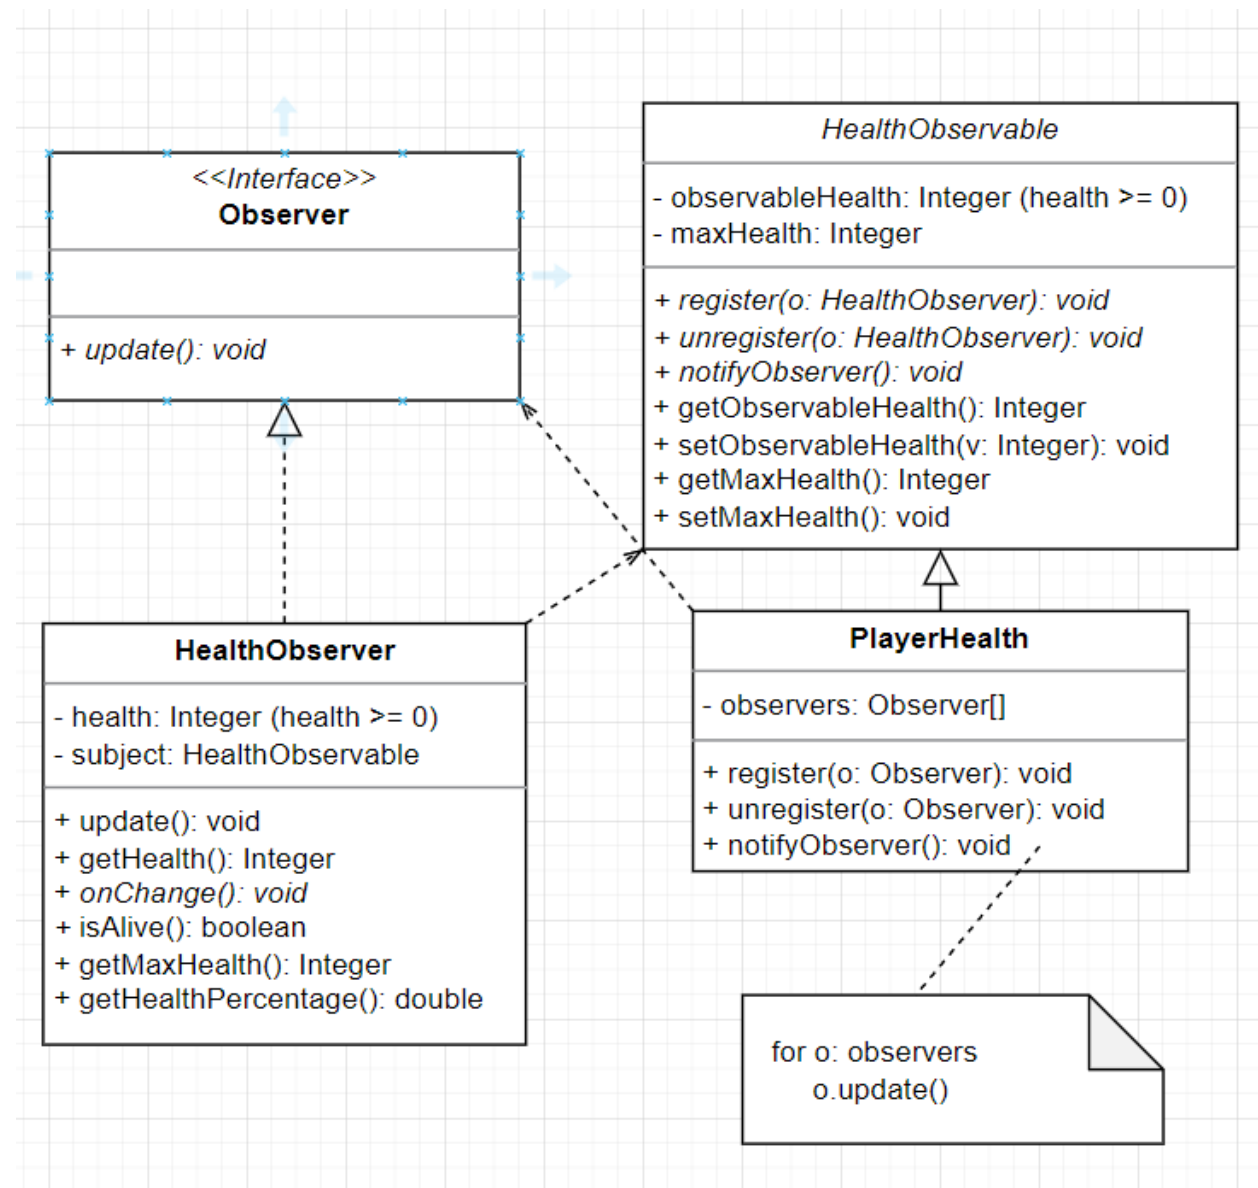 <<Interface>>
Observer
+ update(): void
HealthObservable
- observableHealth: Integer (health >= 0)
- maxHealth: Integer
+ register(o: HealthObserver): void
+ unregister(o: HealthObserver): void
+ notifyObserver(): void
+ getObservableHealth(): Integer
+ setObservableHealth(v: Integer): void
+ getMaxHealth(): Integer
+ setMaxHealth(): void
HealthObserver
- health: Integer (health >= 0)
- subject: HealthObservable
+ update(): void
+ getHealth(): Integer
+ onChange(): void
+ isAlive(): boolean
+ getMaxHealth(): Integer
+ getHealthPercentage(): double
PlayerHealth
- observers: Observer[]
+ register(o: Observer): void
+ unregister(o: Observer): void
+ notifyObserver(): void
for o: observers
o.update()